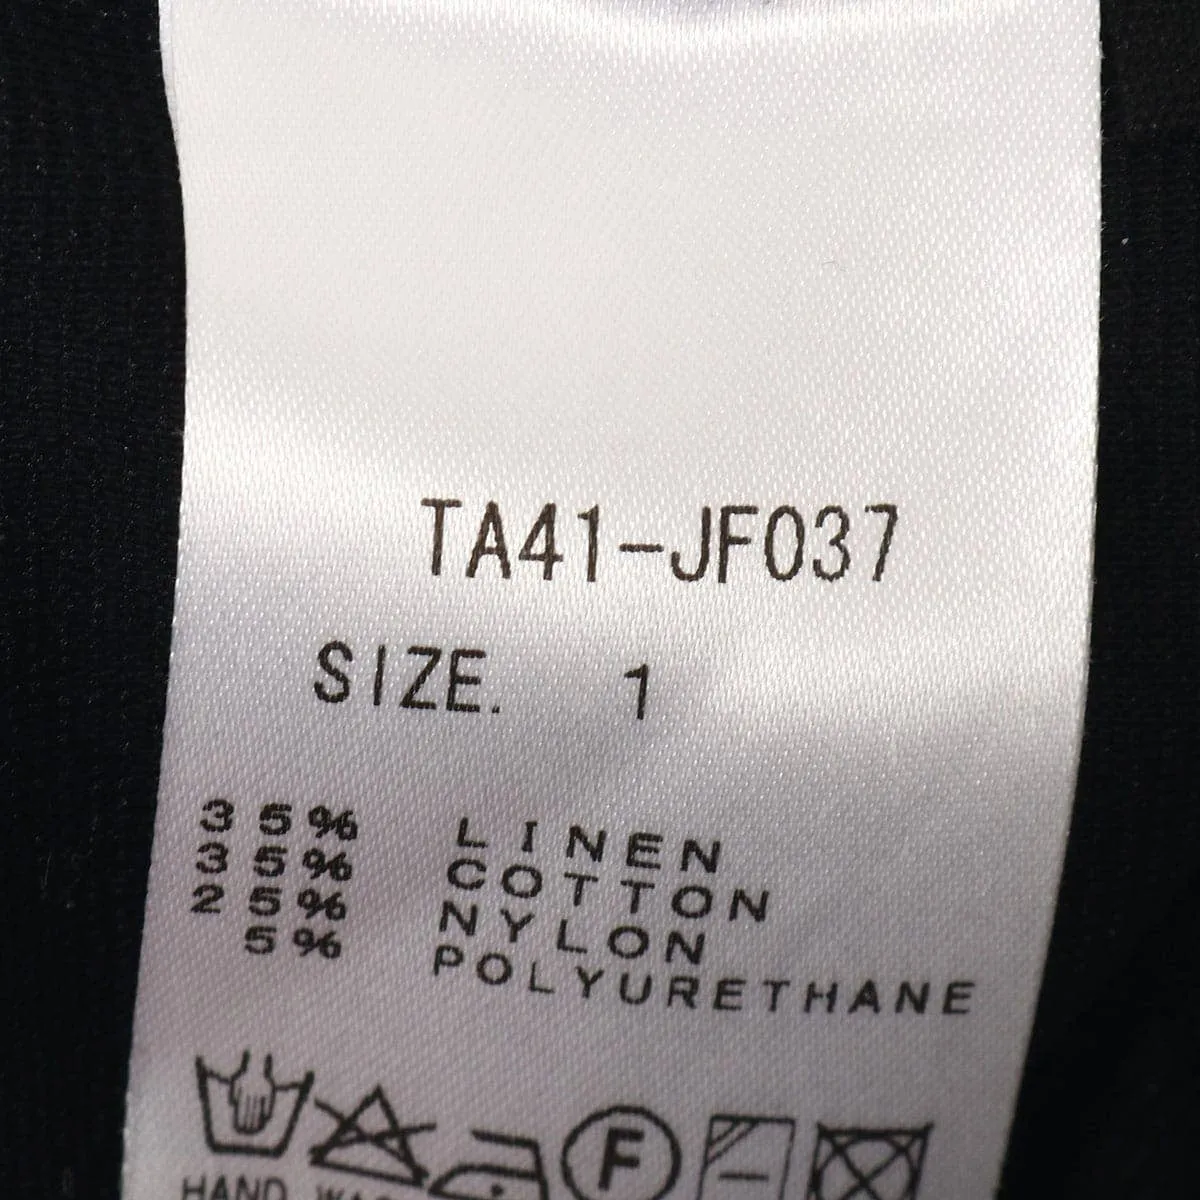 TA41-JF037
SIZE. 1
35% LINEN
35% COTTON
25% NYLON
5% POLYURETHANE
F
HAND